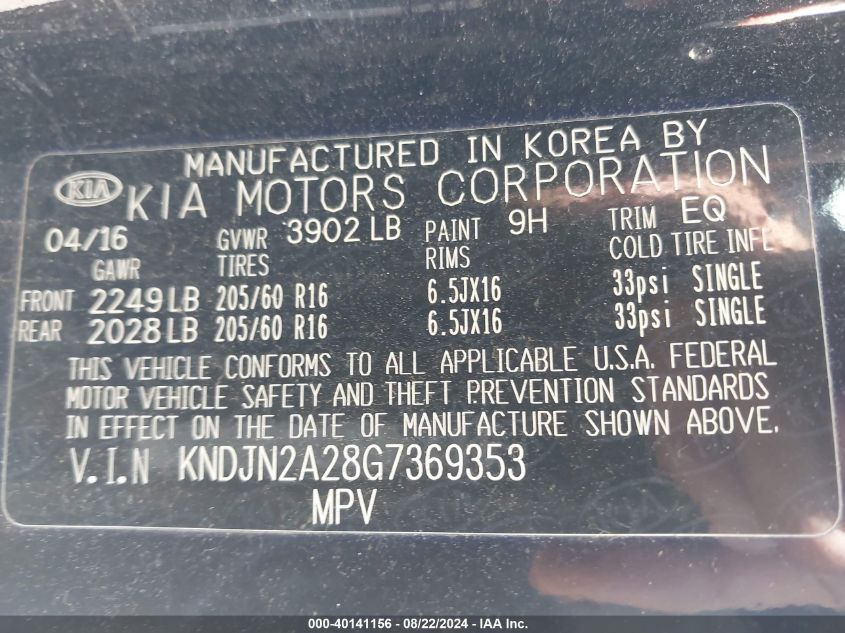 MANUFACTURED IN KOREA BY
KIA KIA MOTORS CORPORATION
04/16 GVWR 3902 LB PAINT 9H TRIM EQ
GAWR TIRES RIMS COLD TIRE INFL
FRONT 2249 LB 205/60 R16 6.5JX16 33psi SINGLE
REAR 2028 LB 205/60 R16 6.5JX16 33psi SINGLE
THIS VEHICLE CONFORMS TO ALL APPLICABLE U.S.A. FEDERAL
MOTOR VEHICLE SAFETY AND THEFT PREVENTION STANDARDS
IN EFFECT ON THE DATE OF MANUFACTURE SHOWN ABOVE.
V.I.N KNDJN2A28G7369353
MPV
000-40141156 - 08/22/2024 - IAA Inc.